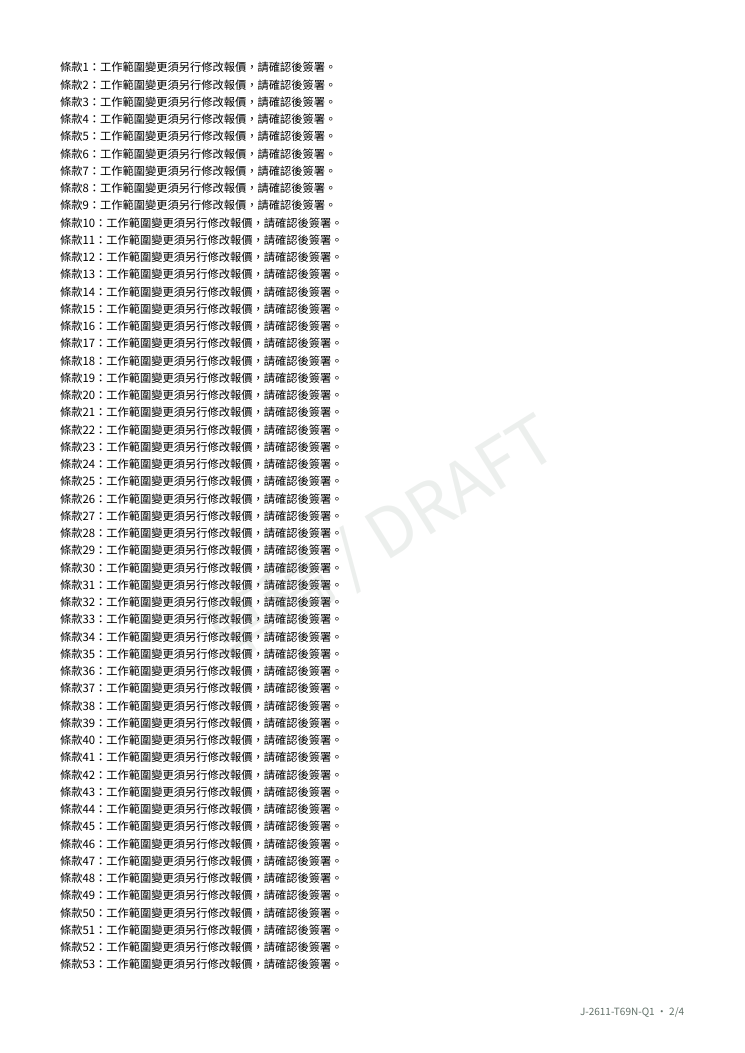 條款1：工作範圍變更須另行修改報價，請確認後簽署。
條款2：工作範圍變更須另行修改報價，請確認後簽署。
條款3：工作範圍變更須另行修改報價，請確認後簽署。
條款4：工作範圍變更須另行修改報價，請確認後簽署。
條款5：工作範圍變更須另行修改報價，請確認後簽署。
條款6：工作範圍變更須另行修改報價，請確認後簽署。
條款7：工作範圍變更須另行修改報價，請確認後簽署。
條款8：工作範圍變更須另行修改報價，請確認後簽署。
條款9：工作範圍變更須另行修改報價，請確認後簽署。
條款10：工作範圍變更須另行修改報價，請確認後簽署。
條款11：工作範圍變更須另行修改報價，請確認後簽署。
條款12：工作範圍變更須另行修改報價，請確認後簽署。
條款13：工作範圍變更須另行修改報價，請確認後簽署。
條款14：工作範圍變更須另行修改報價，請確認後簽署。
條款15：工作範圍變更須另行修改報價，請確認後簽署。
條款16：工作範圍變更須另行修改報價，請確認後簽署。
條款17：工作範圍變更須另行修改報價，請確認後簽署。
條款18：工作範圍變更須另行修改報價，請確認後簽署。
條款19：工作範圍變更須另行修改報價，請確認後簽署。
條款20：工作範圍變更須另行修改報價，請確認後簽署。
條款21：工作範圍變更須另行修改報價，請確認後簽署。
條款22：工作範圍變更須另行修改報價，請確認後簽署。
條款23：工作範圍變更須另行修改報價，請確認後簽署。
條款24：工作範圍變更須另行修改報價，請確認後簽署。
條款25：工作範圍變更須另行修改報價，請確認後簽署。
條款26：工作範圍變更須另行修改報價，請確認後簽署。
條款27：工作範圍變更須另行修改報價，請確認後簽署。
條款28：工作範圍變更須另行修改報價，請確認後簽署。
條款29：工作範圍變更須另行修改報價，請確認後簽署。
條款30：工作範圍變更須另行修改報價，請確認後簽署。
條款31：工作範圍變更須另行修改報價，請確認後簽署。
條款32：工作範圍變更須另行修改報價，請確認後簽署。
條款33：工作範圍變更須另行修改報價，請確認後簽署。
條款34：工作範圍變更須另行修改報價，請確認後簽署。
條款35：工作範圍變更須另行修改報價，請確認後簽署。
條款36：工作範圍變更須另行修改報價，請確認後簽署。
條款37：工作範圍變更須另行修改報價，請確認後簽署。
條款38：工作範圍變更須另行修改報價，請確認後簽署。
條款39：工作範圍變更須另行修改報價，請確認後簽署。
條款40：工作範圍變更須另行修改報價，請確認後簽署。
條款41：工作範圍變更須另行修改報價，請確認後簽署。
條款42：工作範圍變更須另行修改報價，請確認後簽署。
條款43：工作範圍變更須另行修改報價，請確認後簽署。
條款44：工作範圍變更須另行修改報價，請確認後簽署。
條款45：工作範圍變更須另行修改報價，請確認後簽署。
條款46：工作範圍變更須另行修改報價，請確認後簽署。
條款47：工作範圍變更須另行修改報價，請確認後簽署。
條款48：工作範圍變更須另行修改報價，請確認後簽署。
條款49：工作範圍變更須另行修改報價，請確認後簽署。
條款50：工作範圍變更須另行修改報價，請確認後簽署。
條款51：工作範圍變更須另行修改報價，請確認後簽署。
條款52：工作範圍變更須另行修改報價，請確認後簽署。
條款53：工作範圍變更須另行修改報價，請確認後簽署。
/ DRAFT
J-2611-T69N-Q1 · 2/4